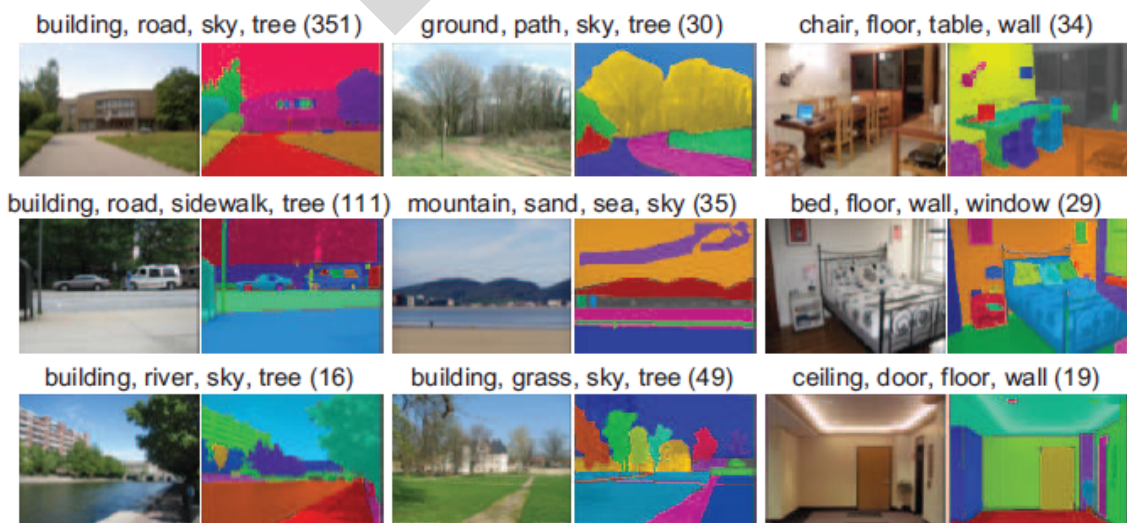 building, road, sky, tree (351)
ground, path, sky, tree (30)
chair, floor, table, wall (34)
building, road, sidewalk, tree (111)
mountain, sand, sea, sky (35)
bed, floor, wall, window (29)
building, river, sky, tree (16)
building, grass, sky, tree (49)
ceiling, door, floor, wall (19)